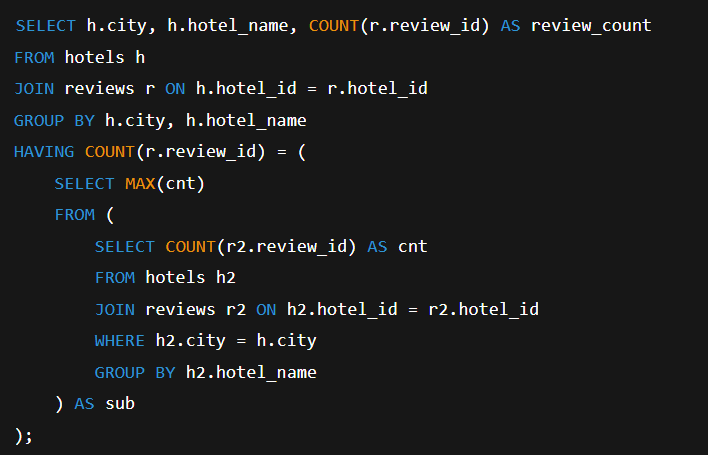 SELECT h.city, h.hotel_name, COUNT(r.review_id) AS review_count
FROM hotels h
JOIN reviews r ON h.hotel_id = r.hotel_id
GROUP BY h.city, h.hotel_name
HAVING COUNT(r.review_id) = (
    SELECT MAX(cnt)
    FROM (
        SELECT COUNT(r2.review_id) AS cnt
        FROM hotels h2
        JOIN reviews r2 ON h2.hotel_id = r2.hotel_id
        WHERE h2.city = h.city
        GROUP BY h2.hotel_name
    ) AS sub
);